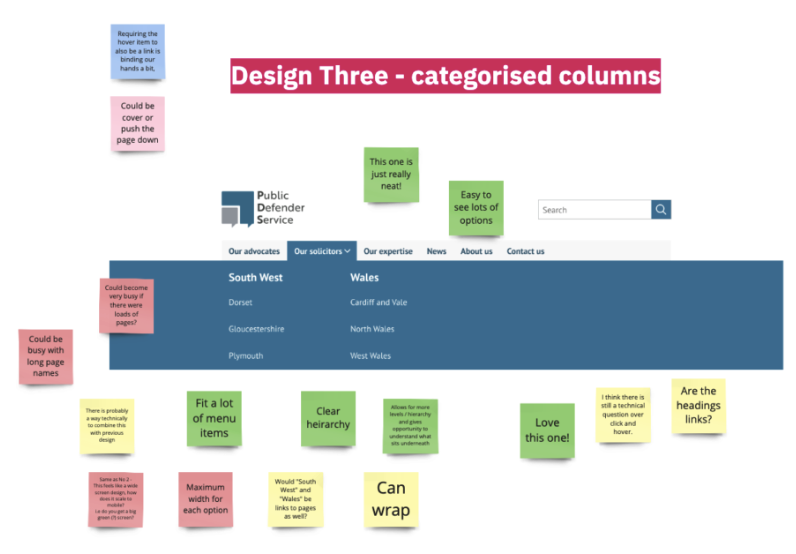 Requiring the
hover item to
also be a link is
binding our
hands a bit,
Design Three - categorised columns
Could be
cover or
push the
page down
This one is
just really
neat!
Easy to
see lots of
options
Public
Defender
Service
Search
Our advocates
Our solicitors
Our expertise
News
About us
Contact us
South West
Wales
Dorset
Cardiff and Vale
Gloucestershire
North Wales
Plymouth
West Wales
Could become
very busy if
there were
loads of
pages?
Could be
busy with
long page
names
There is probably
a way technically
to combine this
with previous
design
Fit a lot
of menu
items
Clear
heirarchy
Allows for more
levels / hierarchy
and gives
opportunity to
understand what
sits underneath
Love
this one!
I think there is
still a technical
question over
click and
hover.
Are the
headings
links?
Same as No 2 -
This feels like a wide
screen design, how
does it scale to
mobile?
i.e do you get a big
green (?) screen?
Maximum
width for
each option
Would "South
West" and
"Wales" be
links to pages
as well?
Can
wrap